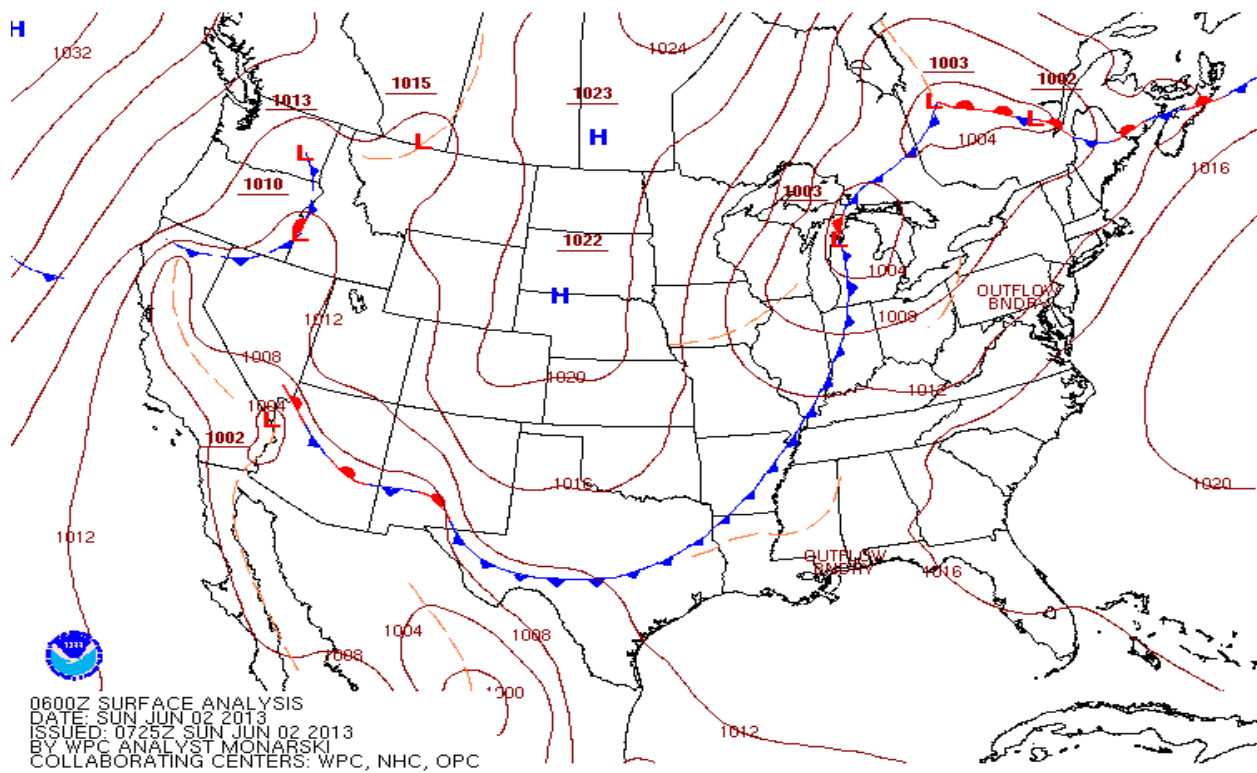 H
1032
1024
1003
1002
1015
1013
1023
L
L
H
1004
L
L
1016
1010
1003
L
L
1022
1004
OUTFLOW
BNDRY
H
1012
1008
1008
1020
1012
1004
L
1002
1016
1020
1012
OUTFLOW
BNDRY
1016
1004
1008
1008
1012
0600Z SURFACE ANALYSIS
DATE: SUN JUN 02 2013
ISSUED: 0725Z SUN JUN 02 2013
BY WPC ANALYST MONARSKI
COLLABORATING CENTERS: WPC, NHC, OPC